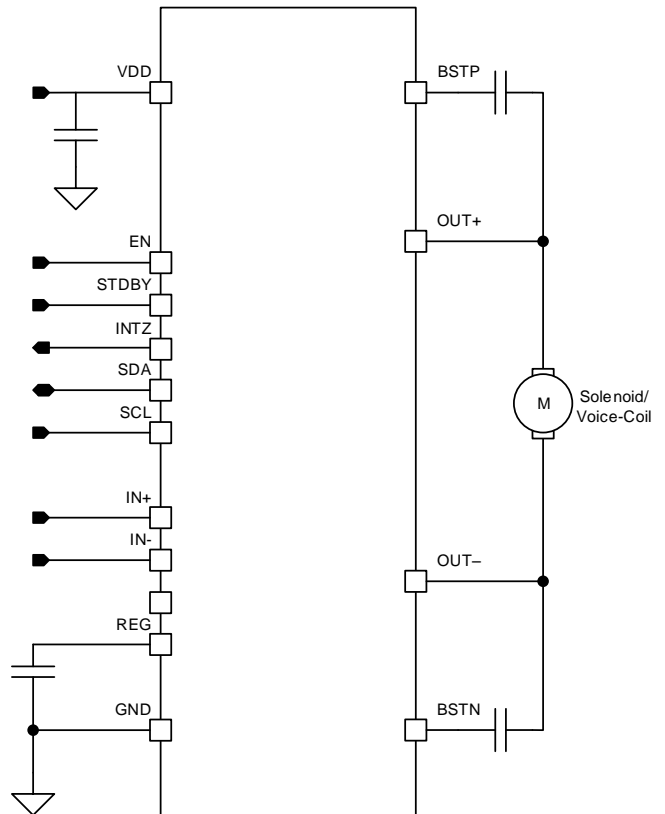 VDD
BSTP
OUT+
EN
STDBY
INTZ
SDA
SCL
M
Solenoid/
Voice-Coil
IN+
IN-
OUT–
REG
GND
BSTN